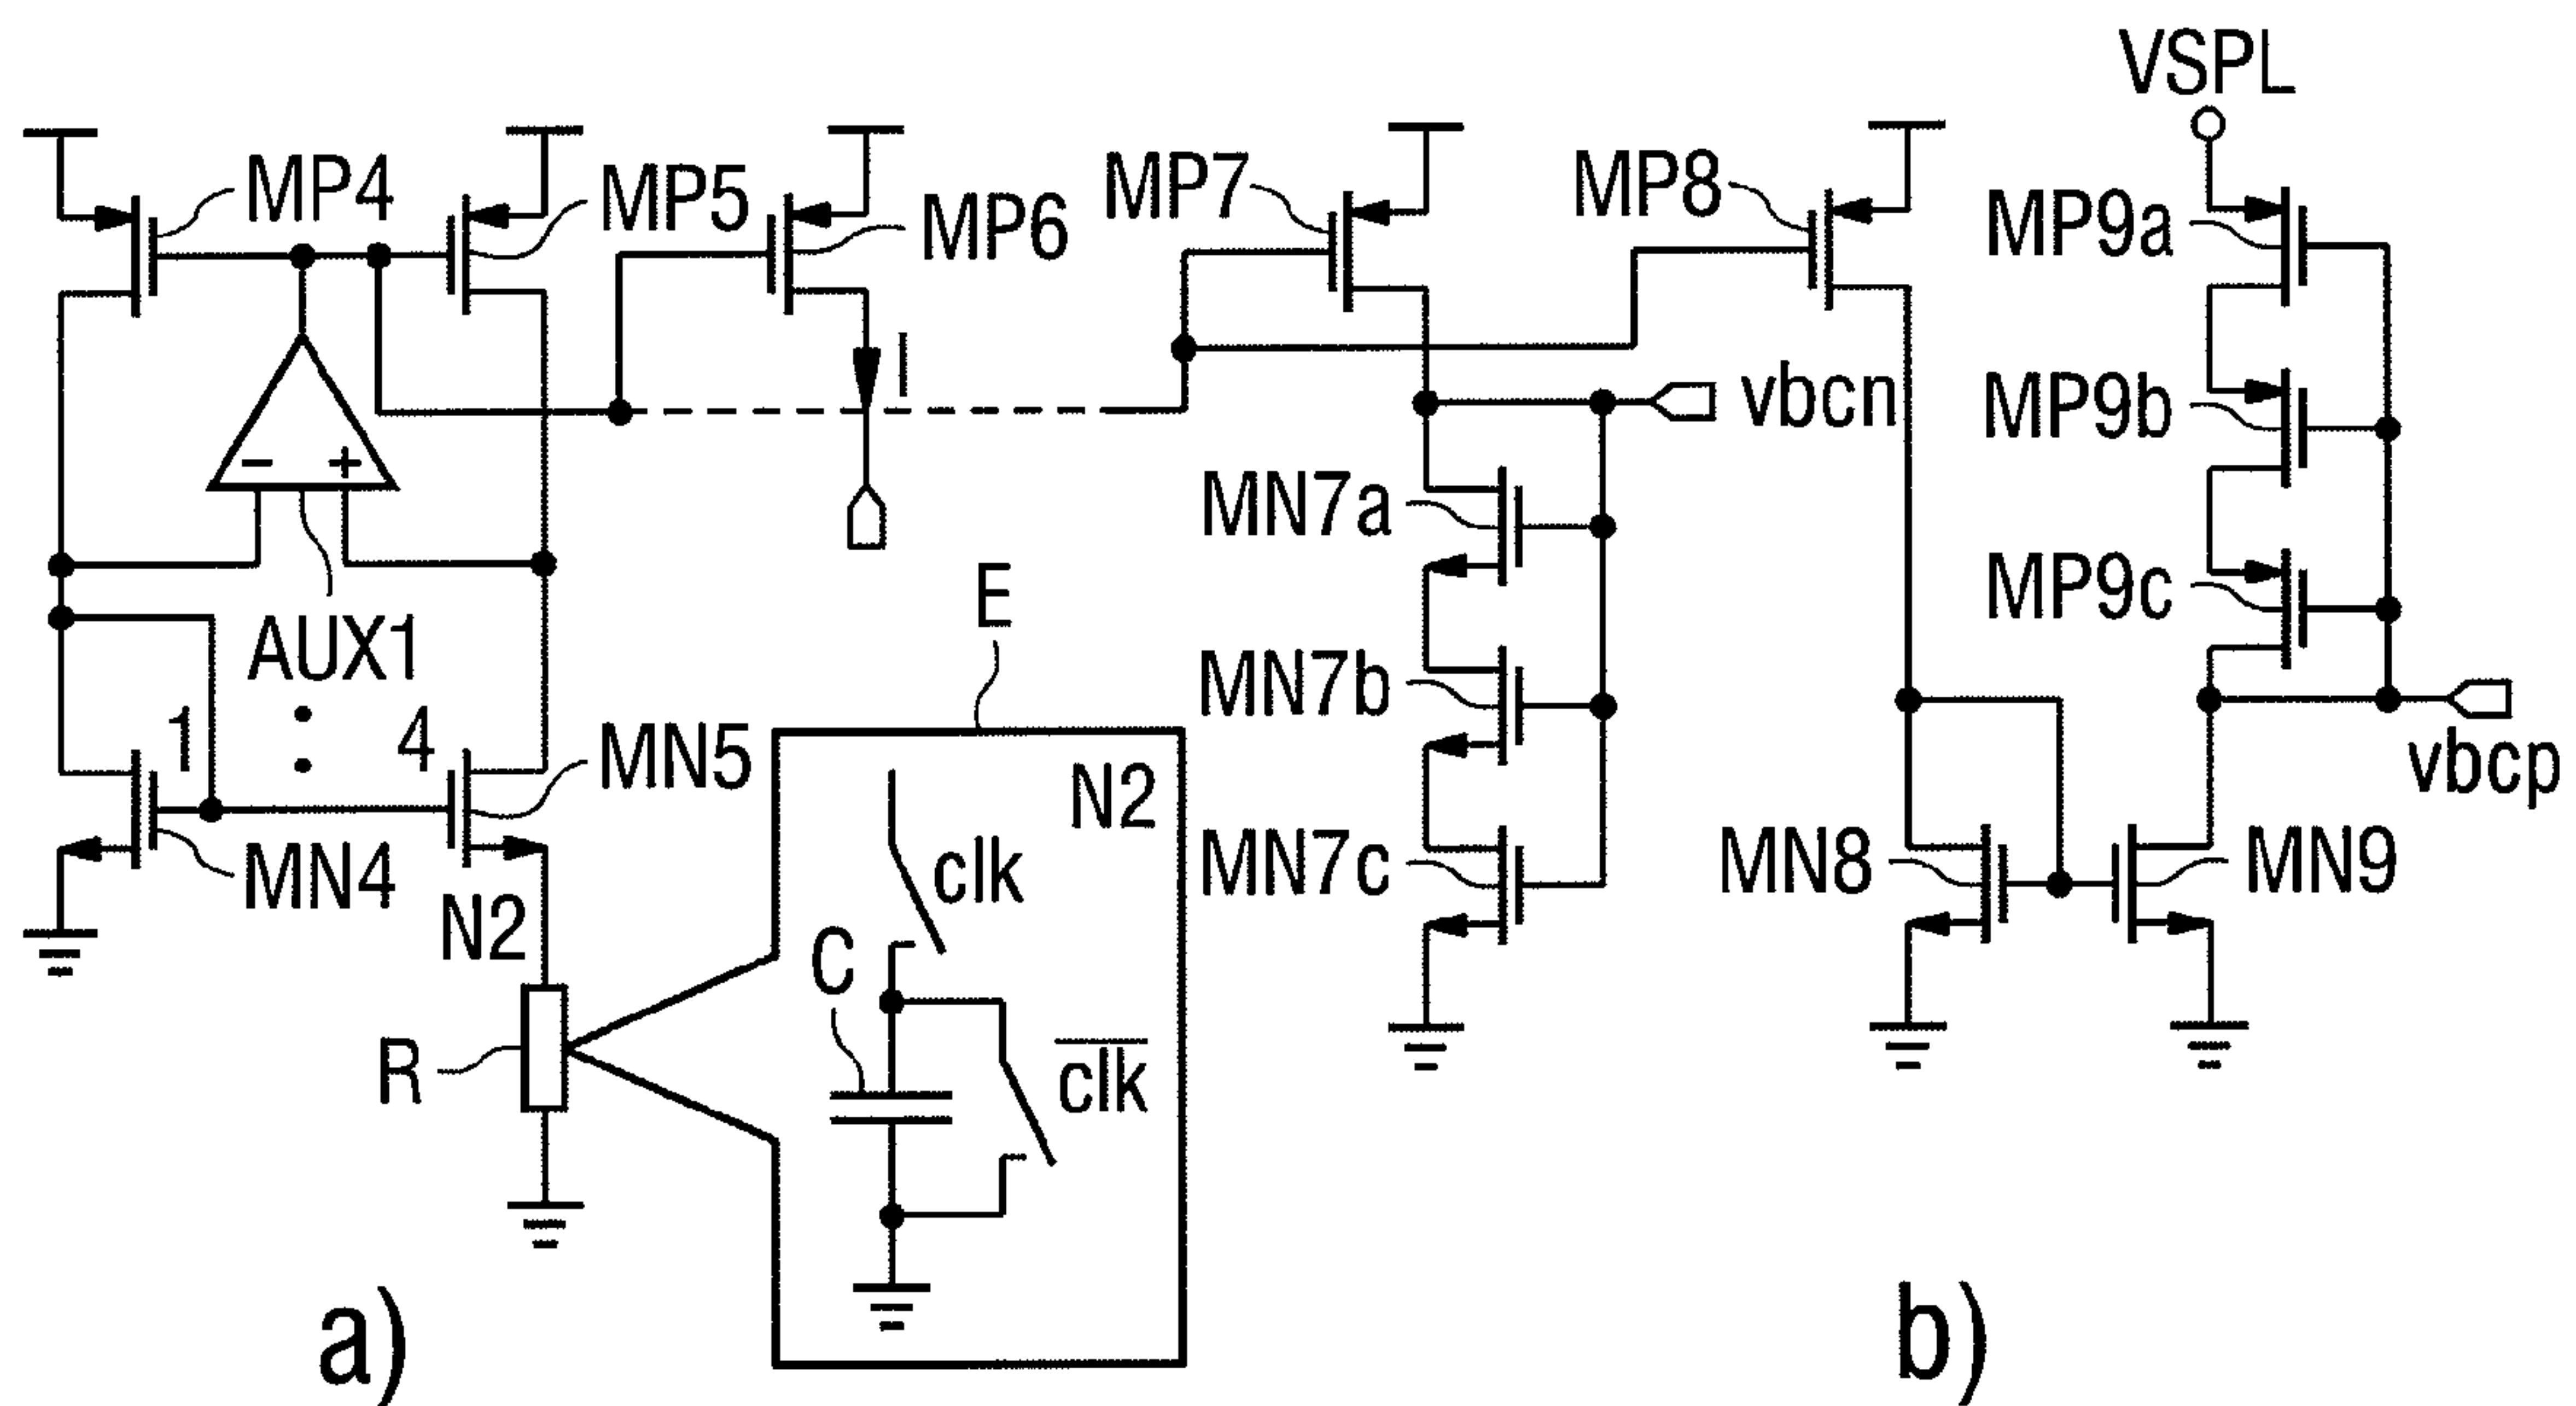 VSPL
MP4
MP5
MP6
MP7
MP8
MP9a
I
vbcn
MP9b
− +
MN7a
E
MP9c
AUX1
1 : 4
MN5
MN7b
N2
vbcp
clk
MN4
N2
C
MN7c
MN8
MN9
R
clk
a)
b)